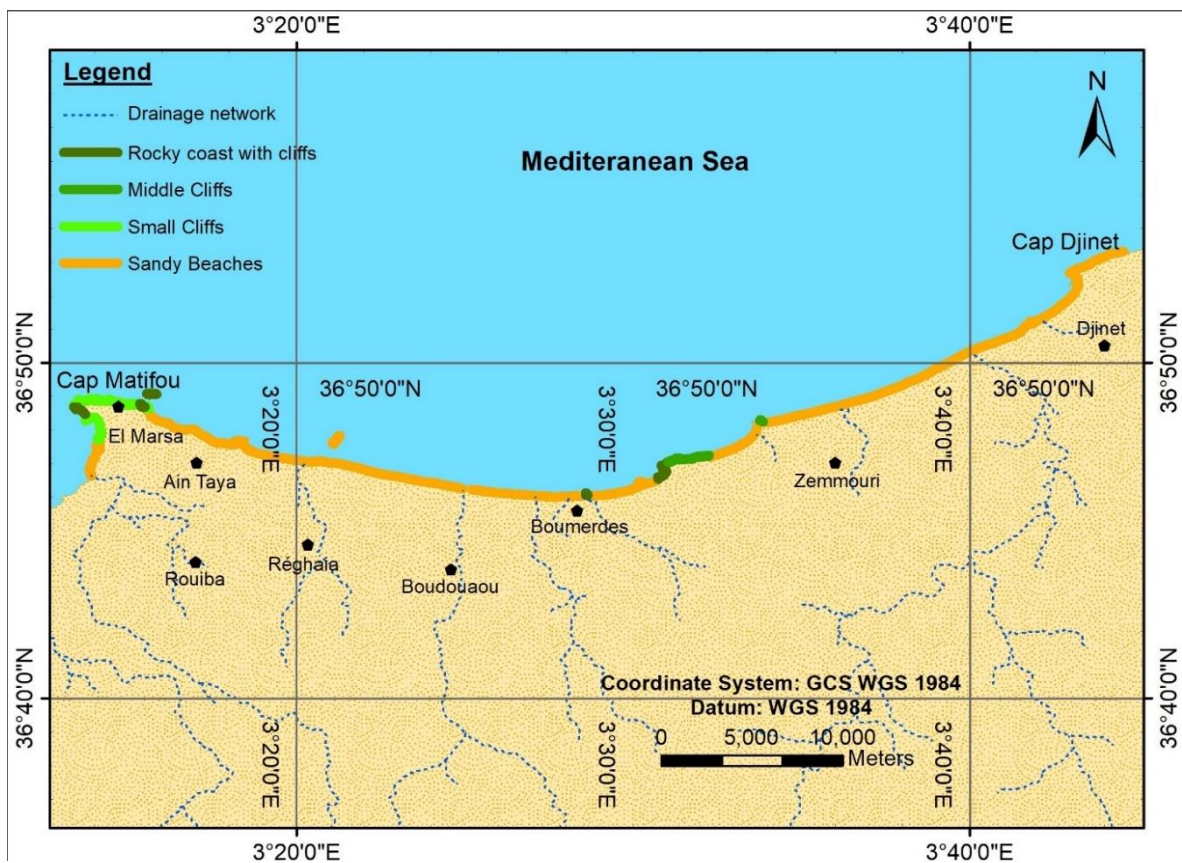 3°20'0"E
3°40'0"E
Legend
Drainage network
Rocky coast with cliffs
Middle Cliffs
Small Cliffs
Sandy Beaches
Mediteranean Sea
N
Cap Djinet
Djinet
36°50'0"N
36°50'0"N
Cap Matifou
36°50'0"N
36°50'0"N
36°50'0"N
3°20'0"E
3°30'0"E
3°40'0"E
El Marsa
Ain Taya
Zemmouri
Boumerdes
Rouiba
Réghaia
Boudouaou
36°40'0"N
36°40'0"N
Coordinate System: GCS WGS 1984
Datum: WGS 1984
0 5,000 10,000
Meters
3°20'0"E
3°30'0"E
3°40'0"E
3°20'0"E
3°40'0"E